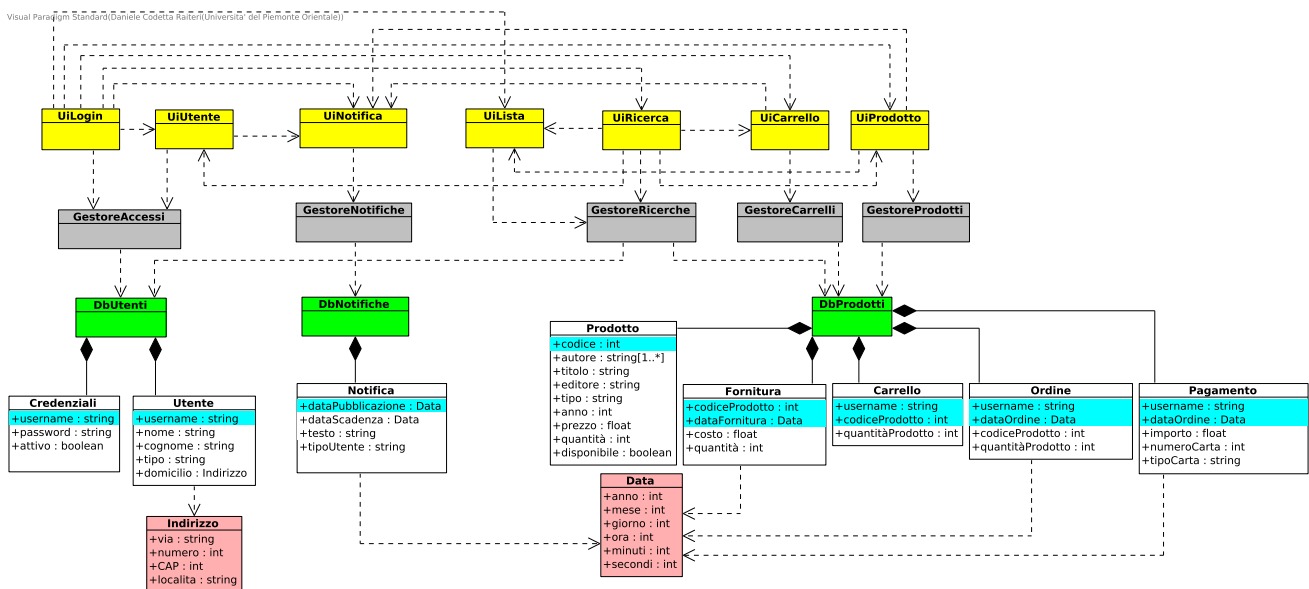 Visual Paradigm Standard(Daniele Codetta Raiteri(Universita' del Piemonte Orientale))
UiLogin
UiUtente
UiNotifica
UiLista
UiRicerca
UiCarrello
UiProdotto
GestoreAccessi
GestoreNotifiche
GestoreRicerche
GestoreCarrelli
GestoreProdotti
DbUtenti
DbNotifiche
DbProdotti
Credenziali
+username : string
+password : string
+attivo : boolean
Utente
+username : string
+nome : string
+cognome : string
+tipo : string
+domicilio : Indirizzo
Notifica
+dataPubblicazione : Data
+dataScadenza : Data
+testo : string
+tipoUtente : string
Prodotto
+codice : int
+autore : string[1..*]
+titolo : string
+editore : string
+tipo : string
+anno : int
+prezzo : float
+quantità : int
+disponibile : boolean
Fornitura
+codiceProdotto : int
+dataFornitura : Data
+costo : float
+quantità : int
Carrello
+username : string
+codiceProdotto : int
+quantitàProdotto : int
Ordine
+username : string
+dataOrdine : Data
+codiceProdotto : int
+quantitàProdotto : int
Pagamento
+username : string
+dataOrdine : Data
+importo : float
+numeroCarta : int
+tipoCarta : string
Indirizzo
+via : string
+numero : int
+CAP : int
+localita : string
Data
+anno : int
+mese : int
+giorno : int
+ora : int
+minuti : int
+secondi : int